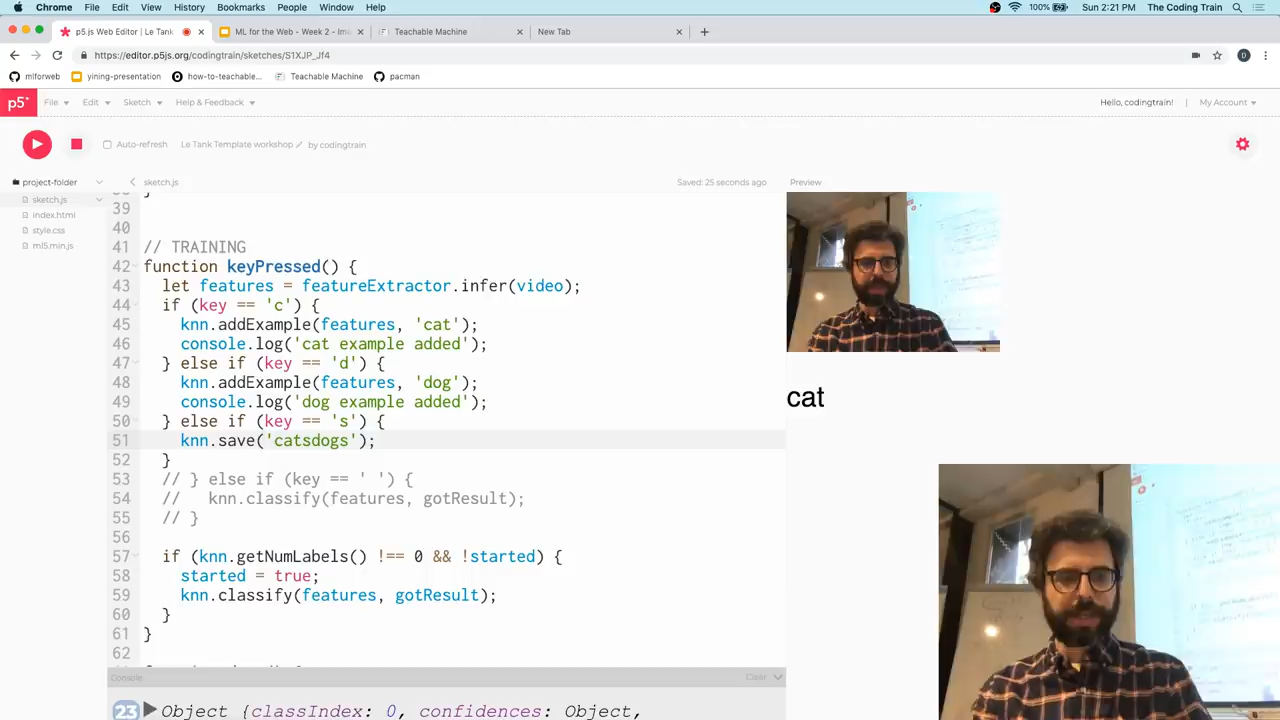 Chrome File Edit View History Bookmarks People Window Help 100% Sun 2:21 PM The Coding Train
p5.js Web Editor | Le Tank ML for the Web - Week 2 - Im Teachable Machine New Tab
https://editor.p5js.org/codingtrain/sketches/S1XJP_Jf4
mlforweb yining-presentation how-to-teachable... Teachable Machine pacman
p5* File Edit Sketch Help & Feedback Hello, codingtrain! | My Account
Auto-refresh Le Tank Template workshop by codingtrain
project-folder sketch.js Saved: 25 seconds ago Preview
sketch.js
index.html
style.css
ml5.min.js
39
40
41 // TRAINING
42 function keyPressed() {
43 let features = featureExtractor.infer(video);
44 if (key == 'c') {
45 knn.addExample(features, 'cat');
46 console.log('cat example added');
47 } else if (key == 'd') {
48 knn.addExample(features, 'dog');
49 console.log('dog example added');
50 } else if (key == 's') {
51 knn.save('catsdogs');
52 }
53 // } else if (key == ' ') {
54 // knn.classify(features, gotResult);
55 // }
56
57 if (knn.getNumLabels() !== 0 && !started) {
58 started = true;
59 knn.classify(features, gotResult);
60 }
61 }
62
cat
Console Clear
23 Object {classIndex: 0, confidences: Object,